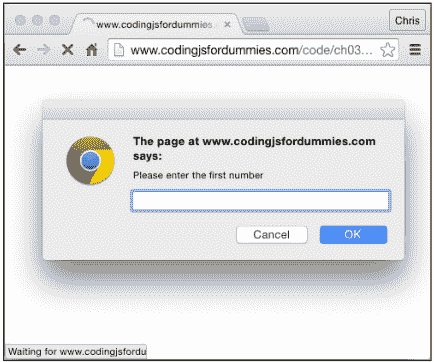 www.codingjsfordummies.c
Chris
www.codingjsfordummies.com/code/ch03...
The page at www.codingjsfordummies.com
says:
Please enter the first number
Cancel
OK
Waiting for www.codingjsfordu